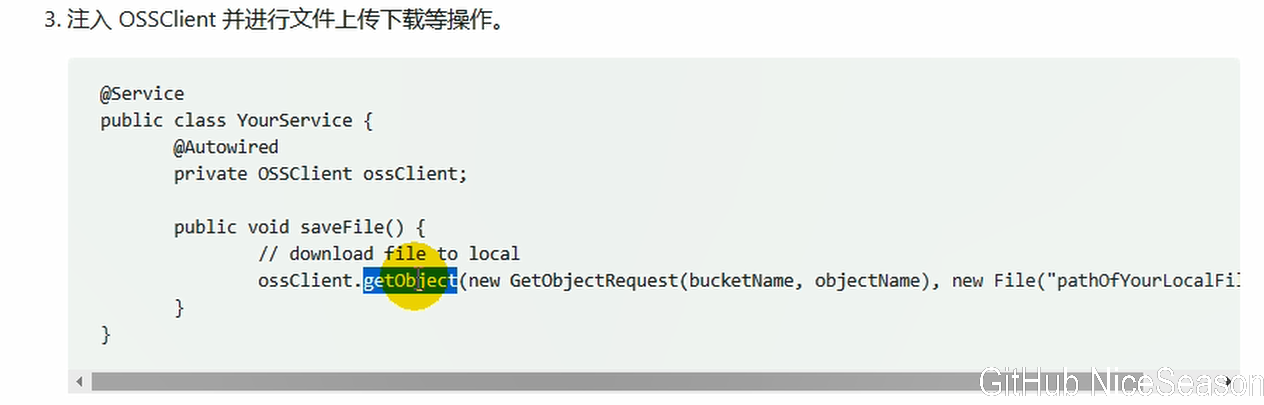 3. 注入 OSSClient 并进行文件上传下载等操作。
@Service
public class YourService {
@Autowired
private OSSClient ossClient;
public void saveFile() {
// download file to local
ossClient.getObject(new GetObjectRequest(bucketName, objectName), new File("pathOfYourLocalFil
}
}
GitHub NiceSeason